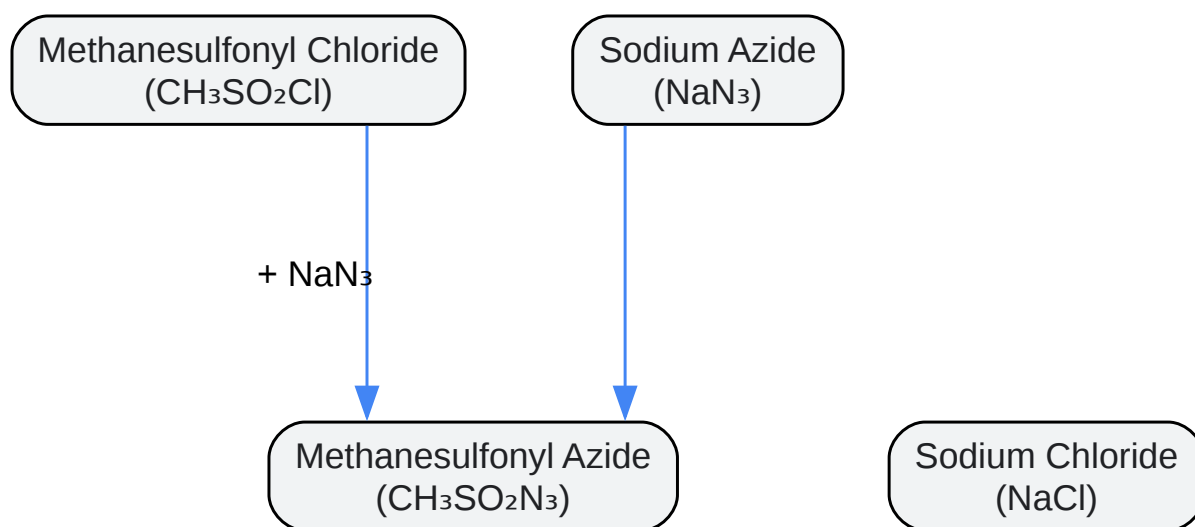 Methanesulfonyl Chloride
(CH₃SO₂Cl)
Sodium Azide
(NaN₃)
+ NaN₃
Methanesulfonyl Azide
(CH₃SO₂N₃)
Sodium Chloride
(NaCl)